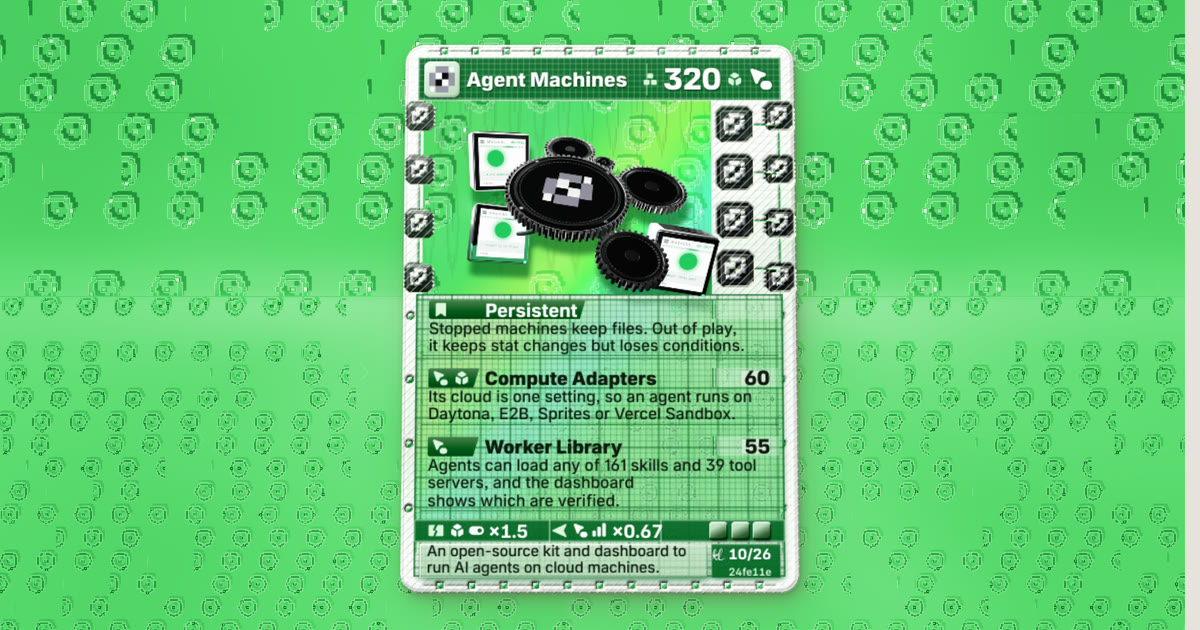 Agent Machines 320
Persistent
Stopped machines keep files. Out of play,
it keeps stat changes but loses conditions.
Compute Adapters 60
Its cloud is one setting, so an agent runs on
Daytona, E2B, Sprites or Vercel Sandbox.
Worker Library 55
Agents can load any of 161 skills and 39 tool
servers, and the dashboard
shows which are verified.
×1.5 ×0.67
An open-source kit and dashboard to
run AI agents on cloud machines.
10/26
24fe11e